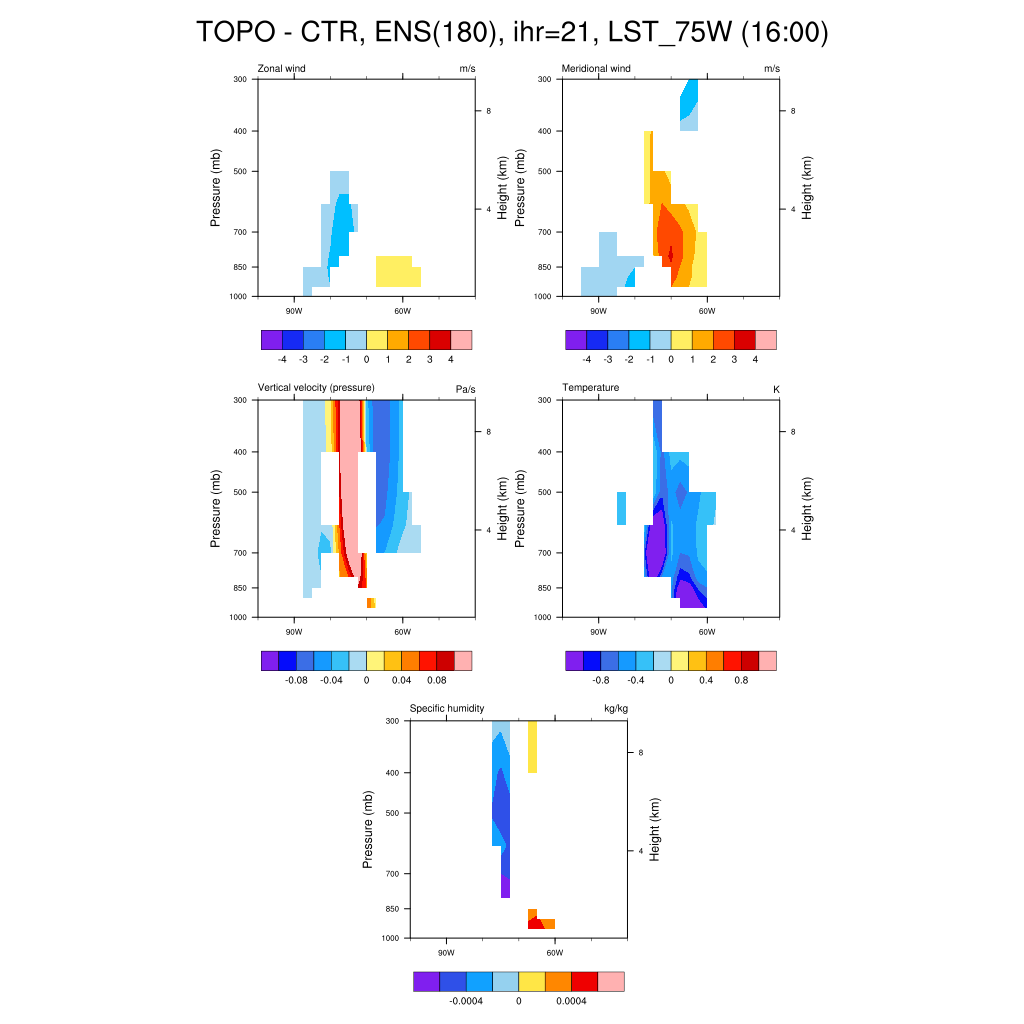 TOPO - CTR, ENS(180), ihr=21, LST_75W (16:00)
Zonal wind m/s
Pressure (mb)
300
400
500
700
850
1000
8
4
Height (km)
90W 60W
-4 -3 -2 -1 0 1 2 3 4
Meridional wind m/s
Pressure (mb)
300
400
500
700
850
1000
8
4
Height (km)
90W 60W
-4 -3 -2 -1 0 1 2 3 4
Vertical velocity (pressure) Pa/s
Pressure (mb)
300
400
500
700
850
1000
8
4
Height (km)
90W 60W
-0.08 -0.04 0 0.04 0.08
Temperature K
Pressure (mb)
300
400
500
700
850
1000
8
4
Height (km)
90W 60W
-0.8 -0.4 0 0.4 0.8
Specific humidity kg/kg
Pressure (mb)
300
400
500
700
850
1000
8
4
Height (km)
90W 60W
-0.0004 0 0.0004